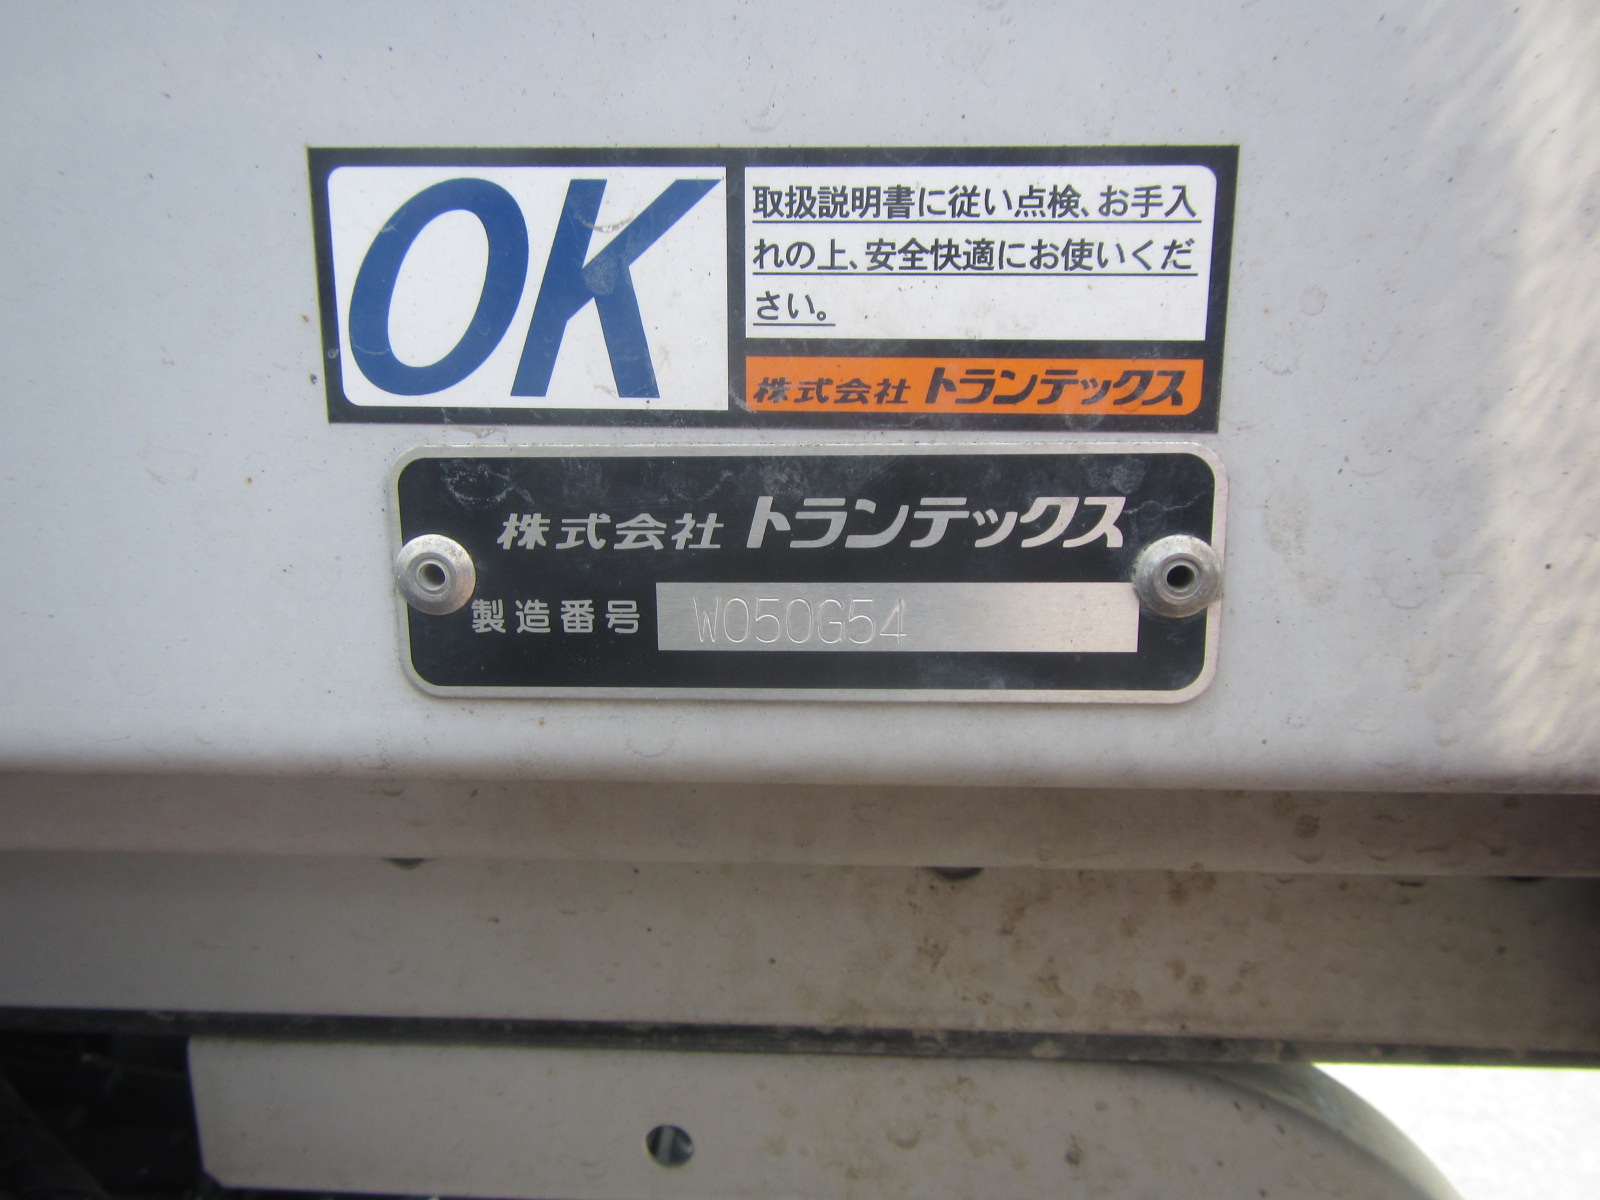 OK
取扱説明書に従い点検、お手入
れの上、安全快適にお使いくだ
さい。
株式会社 トランテックス
株式会社 トランテックス
製造番号 W050G54